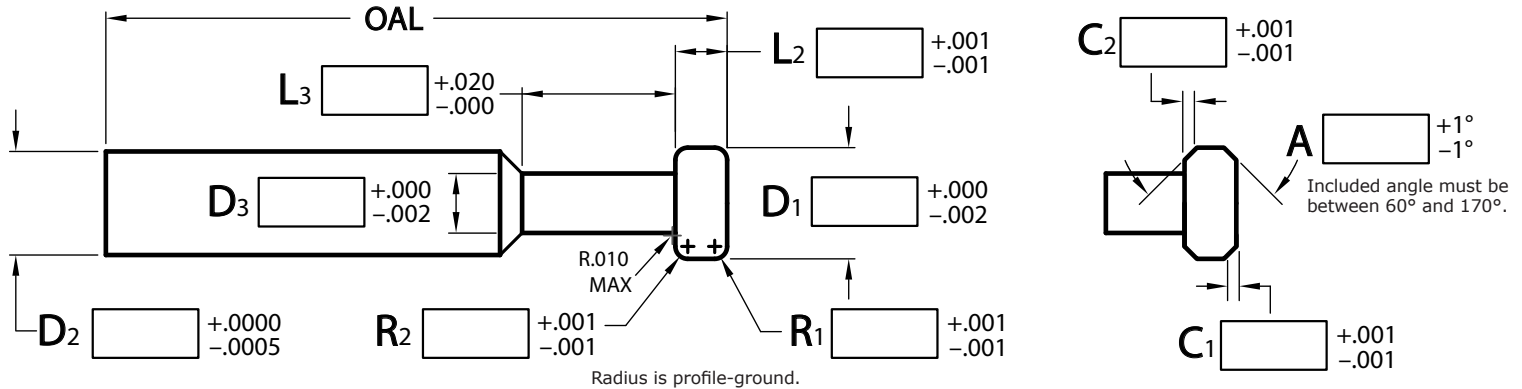 OAL
L2 +.001
–.001
C2 +.001
–.001
L3 +.020
–.000
A +1°
–1°
Included angle must be
between 60° and 170°.
D3 +.000
–.002
D1 +.000
–.002
R.010
MAX
D2 +.0000
–.0005
R2 +.001
–.001
R1 +.001
–.001
C1 +.001
–.001
Radius is profile-ground.